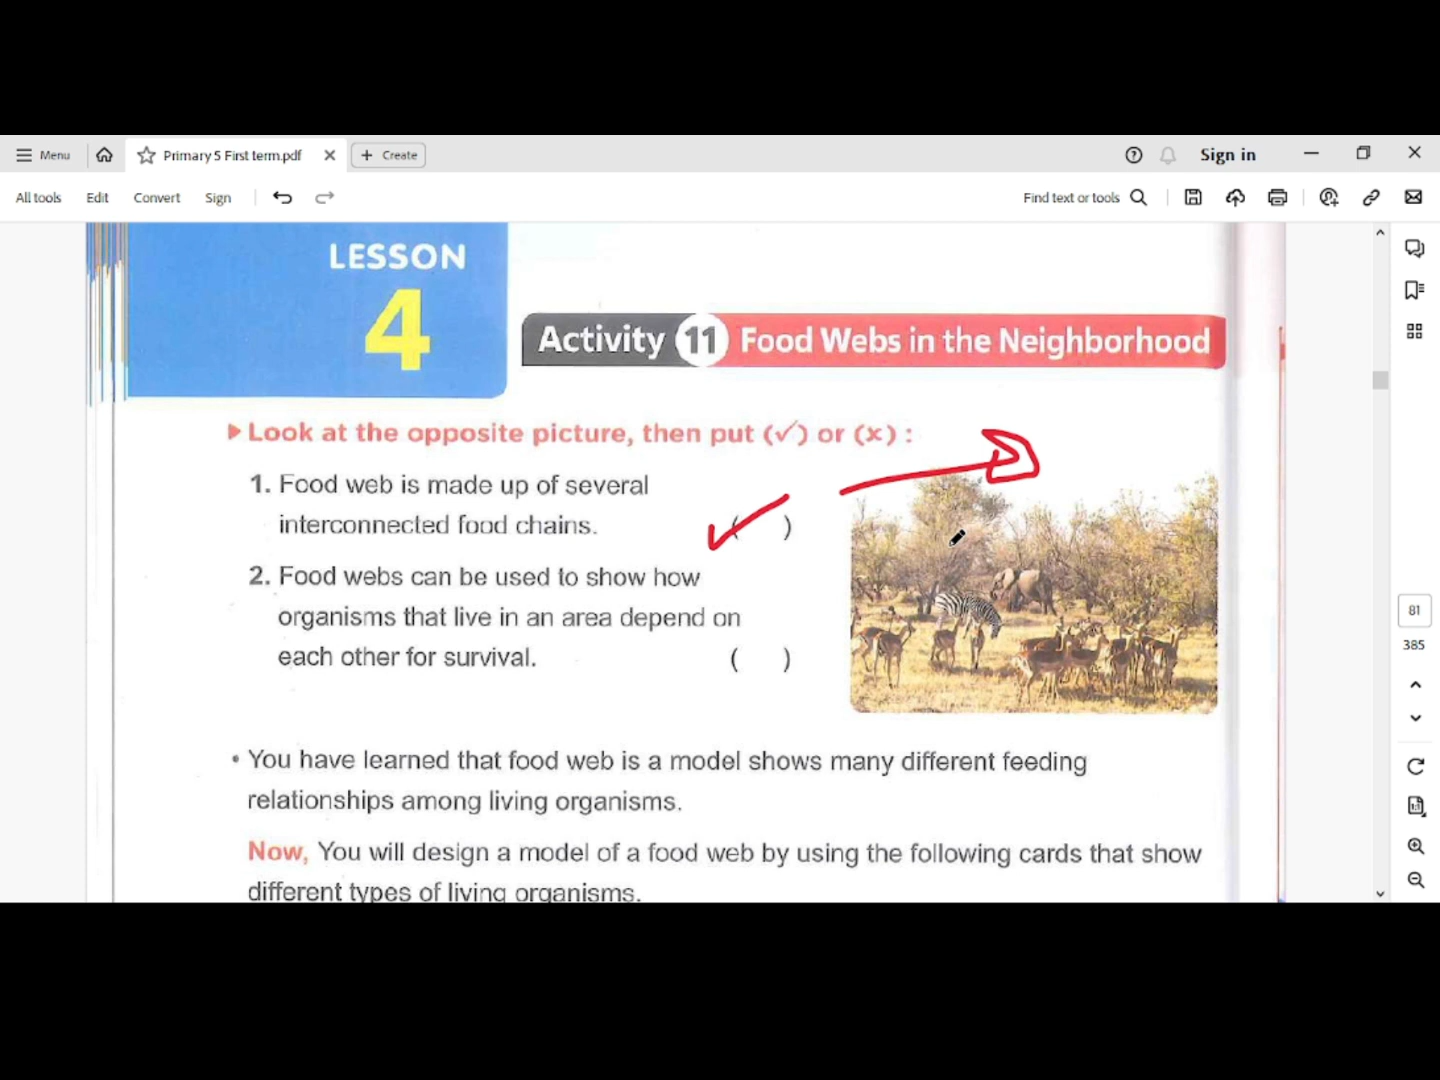 Menu
Primary 5 First term.pdf
+ Create
Sign in
All tools Edit Convert Sign
Find text or tools
LESSON
4
Activity 11 Food Webs in the Neighborhood
Look at the opposite picture, then put (✓) or (x) :
1. Food web is made up of several
interconnected food chains. ( )
2. Food webs can be used to show how
organisms that live in an area depend on
each other for survival. ( )
81
385
• You have learned that food web is a model shows many different feeding
relationships among living organisms.
Now, You will design a model of a food web by using the following cards that show
different types of living organisms.